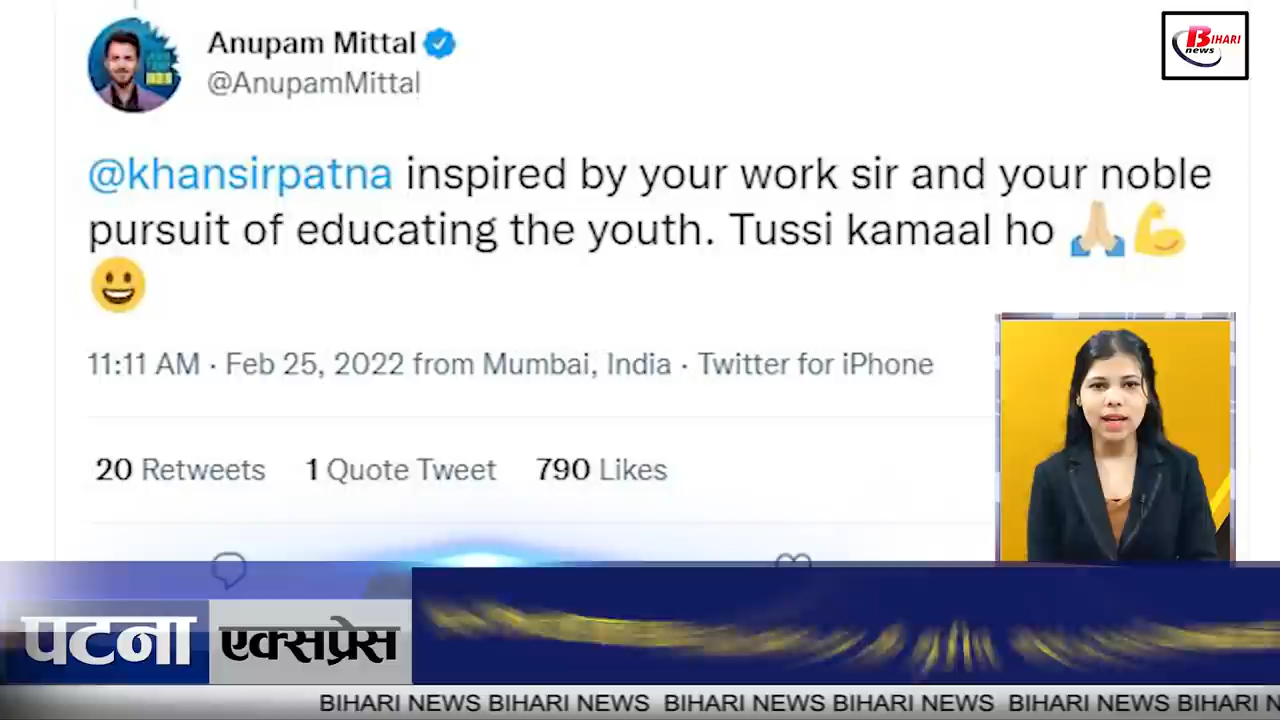 Anupam Mittal
@AnupamMittal
BIHARI
news
@khansirpatna inspired by your work sir and your noble
pursuit of educating the youth. Tussi kamaal ho 🙏🏼💪
😀
11:11 AM · Feb 25, 2022 from Mumbai, India · Twitter for iPhone
20 Retweets 1 Quote Tweet 790 Likes
पटना एक्सप्रेस
BIHARI NEWS BIHARI NEWS BIHARI NEWS BIHARI NEWS BIHARI N